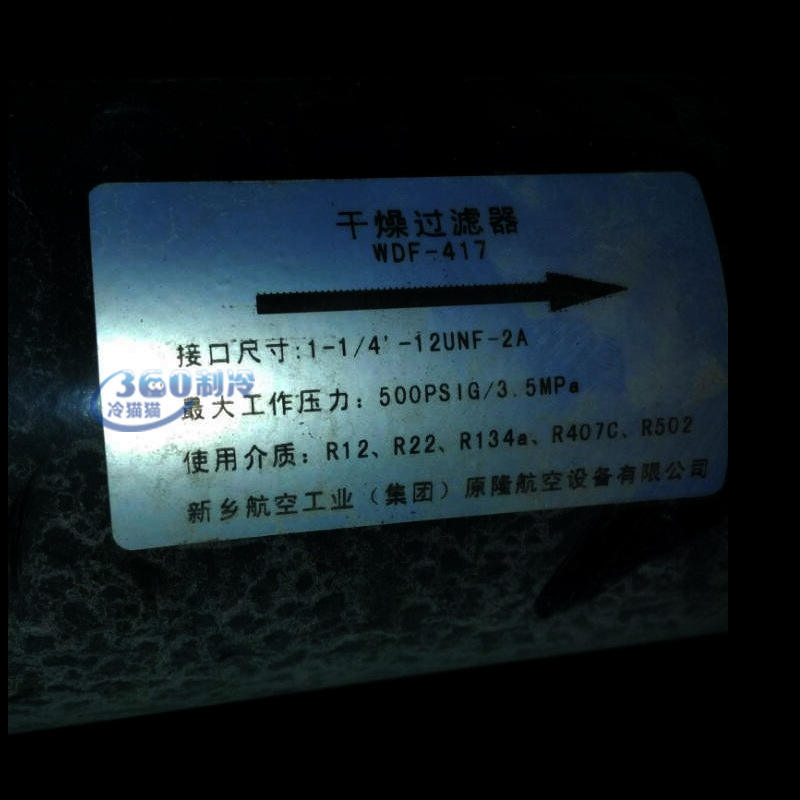 干燥过滤器
WDF-417
接口尺寸:1-1/4'-12UNF-2A
360制冷
冷猫猫
最大工作压力: 500PSIG/3.5MPa
使用介质: R12、R22、R134a、R407C、R502
新乡航空工业(集团)原隆航空设备有限公司